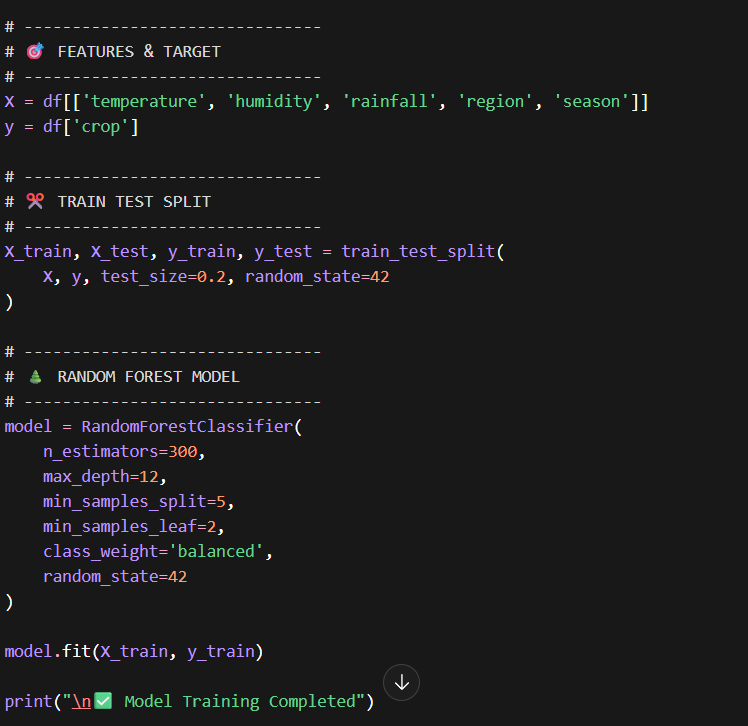 # -------------------------------
# 🎯 FEATURES & TARGET
# -------------------------------
X = df[['temperature', 'humidity', 'rainfall', 'region', 'season']]
y = df['crop']
# -------------------------------
# ✂️ TRAIN TEST SPLIT
# -------------------------------
X_train, X_test, y_train, y_test = train_test_split(
    X, y, test_size=0.2, random_state=42
)
# -------------------------------
# 🌲 RANDOM FOREST MODEL
# -------------------------------
model = RandomForestClassifier(
    n_estimators=300,
    max_depth=12,
    min_samples_split=5,
    min_samples_leaf=2,
    class_weight='balanced',
    random_state=42
)
model.fit(X_train, y_train)
print("\n✅ Model Training Completed")